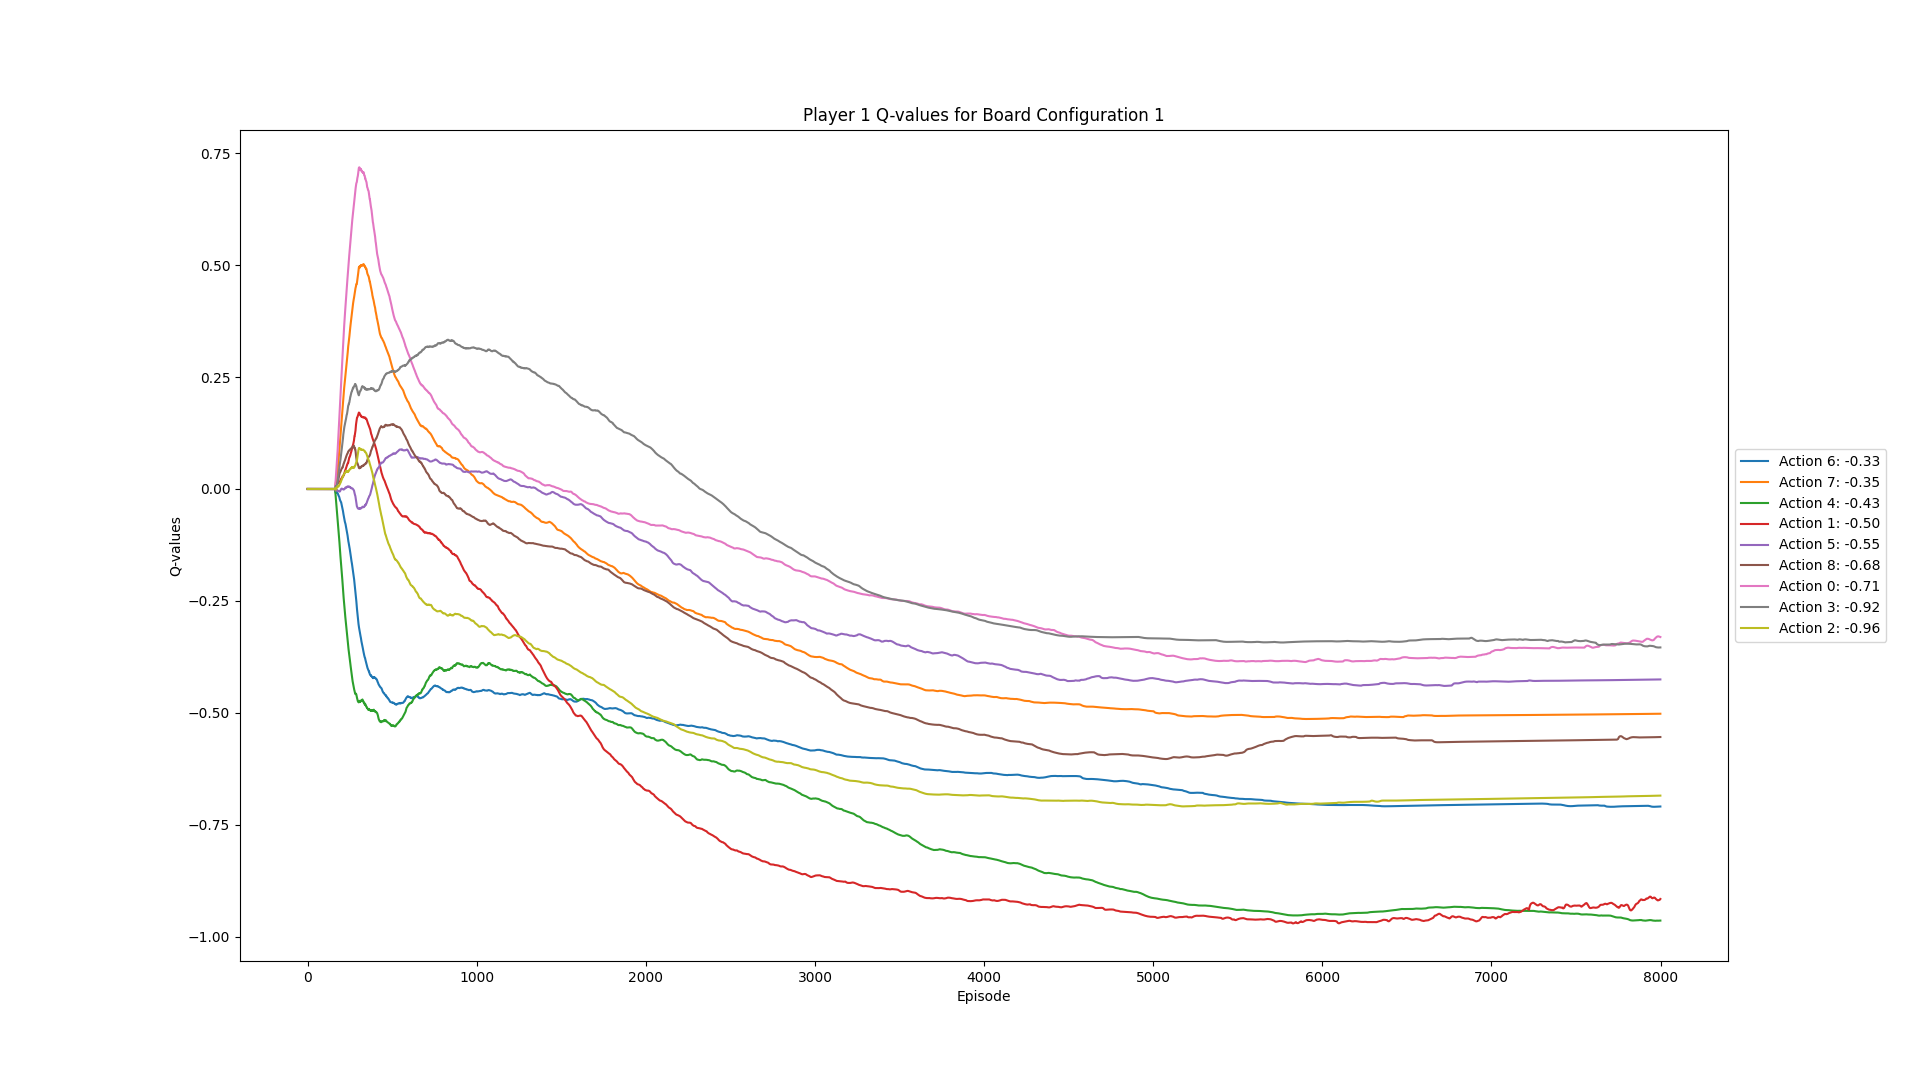 Player 1 Q-values for Board Configuration 1
0.75
0.50
0.25
0.00
−0.25
−0.50
−0.75
−1.00
Q-values
0 1000 2000 3000 4000 5000 6000 7000 8000
Episode
Action 6: -0.33
Action 7: -0.35
Action 4: -0.43
Action 1: -0.50
Action 5: -0.55
Action 8: -0.68
Action 0: -0.71
Action 3: -0.92
Action 2: -0.96